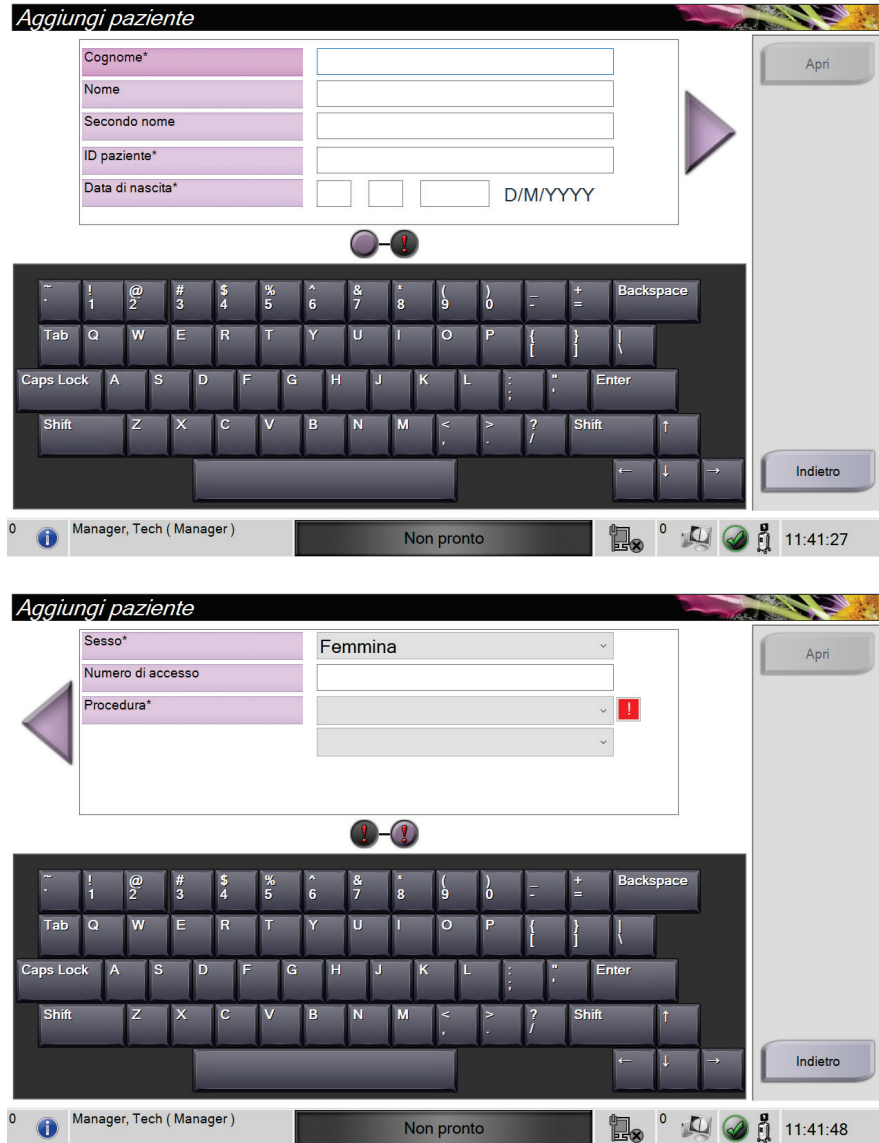 Aggiungi paziente
Cognome*
Apri
Nome
Secondo nome
ID paziente*
Data di nascita* D/M/YYYY
!
~ ! @ # $ % ^ & * ( ) _ + Backspace
` 1 2 3 4 5 6 7 8 9 0 - =
Tab Q W E R T Y U I O P { } |
[ ] \
Caps Lock A S D F G H J K L : " Enter
; '
Shift Z X C V B N M < > ? Shift ↑
, . /
← ↓ →
Indietro
0 i Manager, Tech ( Manager ) Non pronto 0 11:41:27
Aggiungi paziente
Sesso* Femmina
Apri
Numero di accesso
Procedura* !
! !
~ ! @ # $ % ^ & * ( ) _ + Backspace
` 1 2 3 4 5 6 7 8 9 0 - =
Tab Q W E R T Y U I O P { } |
[ ] \
Caps Lock A S D F G H J K L : " Enter
; '
Shift Z X C V B N M < > ? Shift ↑
, . /
← ↓ →
Indietro
0 i Manager, Tech ( Manager ) Non pronto 0 11:41:48